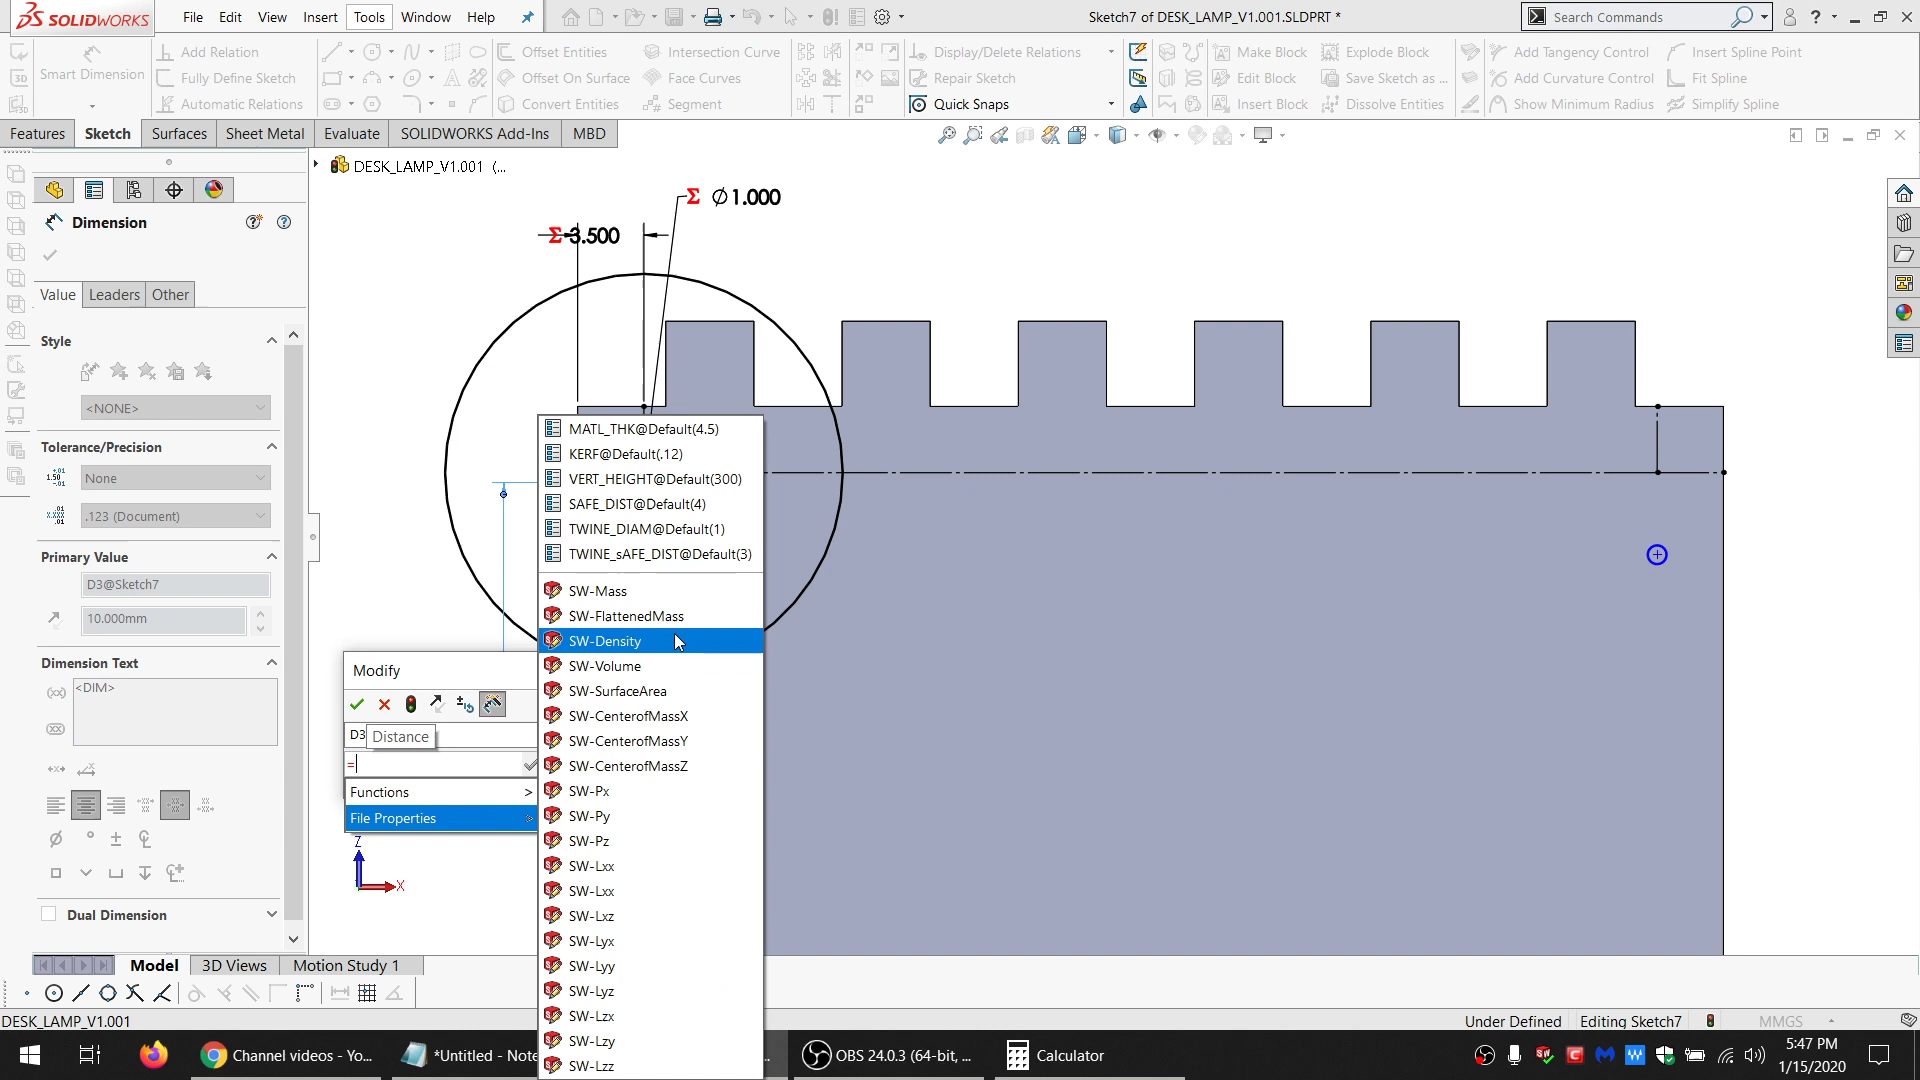 SOLIDWORKS
File Edit View Insert Tools Window Help
Sketch7 of DESK_LAMP_V1.001.SLDPRT *
Search Commands
Smart Dimension
Add Relation
Fully Define Sketch
Automatic Relations
Offset Entities
Offset On Surface
Convert Entities
Intersection Curve
Face Curves
Segment
Display/Delete Relations
Repair Sketch
Quick Snaps
Make Block
Edit Block
Insert Block
Explode Block
Save Sketch as ...
Dissolve Entities
Add Tangency Control
Add Curvature Control
Show Minimum Radius
Insert Spline Point
Fit Spline
Simplify Spline
Features Sketch Surfaces Sheet Metal Evaluate SOLIDWORKS Add-Ins MBD
DESK_LAMP_V1.001 (...
Σ ∅1.000
Σ 3.500
Dimension
Value Leaders Other
Style
<NONE>
Tolerance/Precision
None
.123 (Document)
Primary Value
D3@Sketch7
10.000mm
Dimension Text
<DIM>
Dual Dimension
Modify
D3
Distance
=
Functions >
File Properties
MATL_THK@Default(4.5)
KERF@Default(.12)
VERT_HEIGHT@Default(300)
SAFE_DIST@Default(4)
TWINE_DIAM@Default(1)
TWINE_sAFE_DIST@Default(3)
SW-Mass
SW-FlattenedMass
SW-Density
SW-Volume
SW-SurfaceArea
SW-CenterofMassX
SW-CenterofMassY
SW-CenterofMassZ
SW-Px
SW-Py
SW-Pz
SW-Lxx
SW-Lxx
SW-Lxz
SW-Lyx
SW-Lyy
SW-Lyz
SW-Lzx
SW-Lzy
SW-Lzz
Z
X
Model 3D Views Motion Study 1
DESK_LAMP_V1.001
Under Defined Editing Sketch7 MMGS
Channel videos - Yo...
*Untitled - Note
OBS 24.0.3 (64-bit, ...
Calculator
5:47 PM
1/15/2020